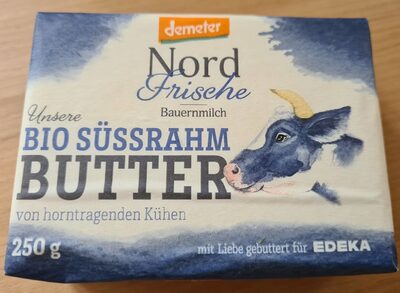 demeter
Nord
Frische
Bauernmilch
Unsere
BIO SÜSSRAHM
BUTTER
von horntragenden Kühen
250 g
mit Liebe gebuttert für EDEKA